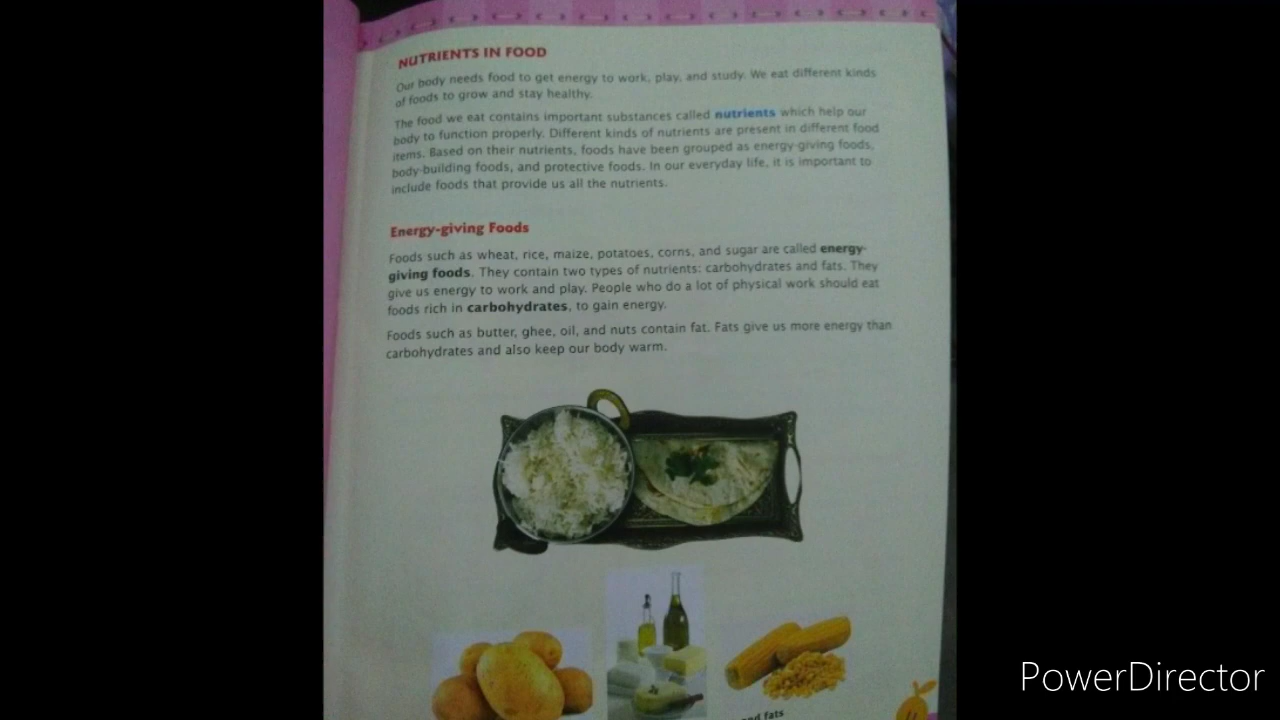 NUTRIENTS IN FOOD
Our body needs food to get energy to work, play, and study. We eat different kinds
of foods to grow and stay healthy.
The food we eat contains important substances called nutrients which help our
body to function properly. Different kinds of nutrients are present in different food
items. Based on their nutrients, foods have been grouped as energy-giving foods,
body-building foods, and protective foods. In our everyday life, it is important to
include foods that provide us all the nutrients.
Energy-giving Foods
Foods such as wheat, rice, maize, potatoes, corns, and sugar are called energy-
giving foods. They contain two types of nutrients: carbohydrates and fats. They
give us energy to work and play. People who do a lot of physical work should eat
foods rich in carbohydrates, to gain energy.
Foods such as butter, ghee, oil, and nuts contain fat. Fats give us more energy than
carbohydrates and also keep our body warm.
fats
PowerDirector